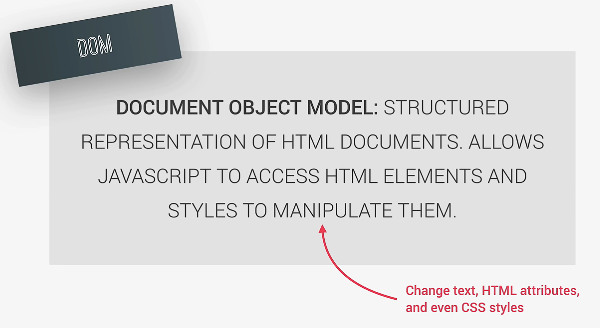 DOM
DOCUMENT OBJECT MODEL: STRUCTURED
REPRESENTATION OF HTML DOCUMENTS. ALLOWS
JAVASCRIPT TO ACCESS HTML ELEMENTS AND
STYLES TO MANIPULATE THEM.
Change text, HTML attributes,
and even CSS styles